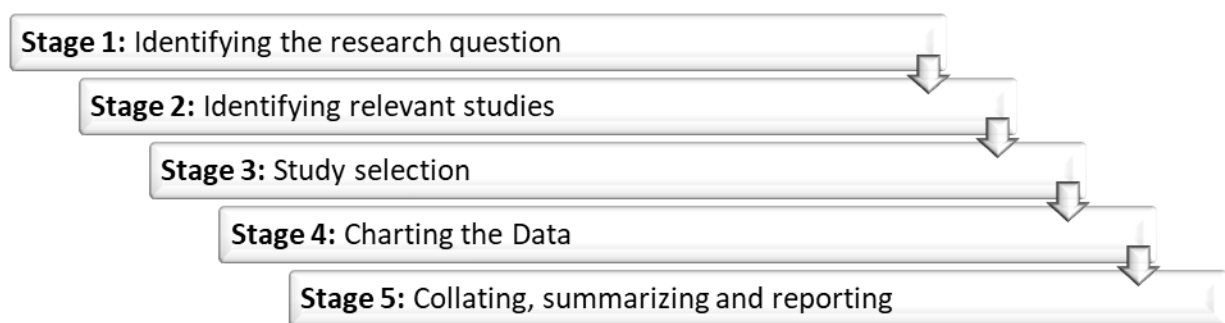 Stage 1: Identifying the research question
Stage 2: Identifying relevant studies
Stage 3: Study selection
Stage 4: Charting the Data
Stage 5: Collating, summarizing and reporting